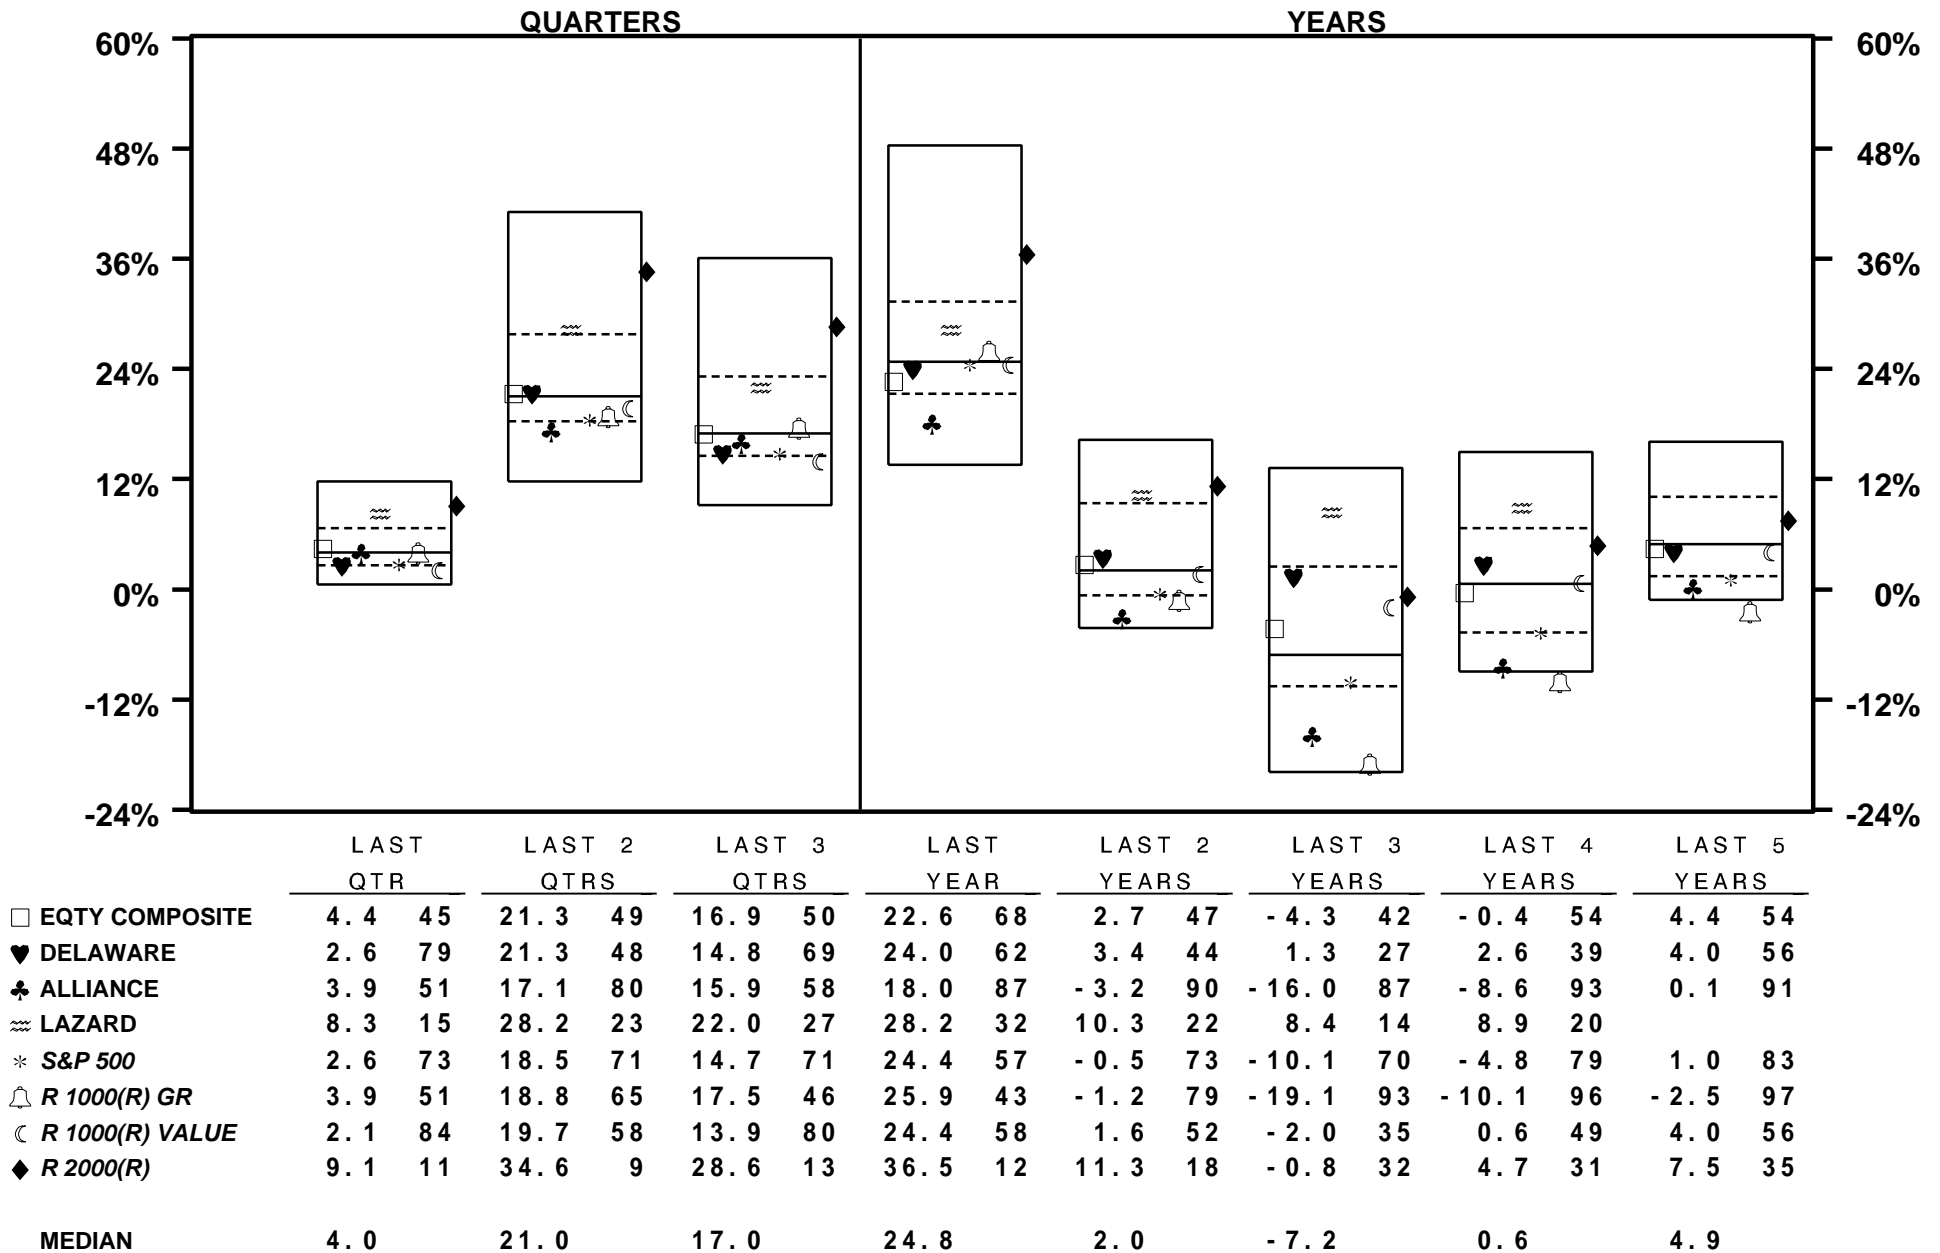 QUARTERS YEARS
60% 60%
48% 48%
36% 36%
24% 24%
12% 12%
0% 0%
-12% -12%
-24% -24%
LAST LAST 2 LAST 3 LAST LAST 2 LAST 3 LAST 4 LAST 5
QTR QTRS QTRS YEAR YEARS YEARS YEARS YEARS
EQTY COMPOSITE 4.4 45 21.3 49 16.9 50 22.6 68 2.7 47 -4.3 42 -0.4 54 4.4 54
DELAWARE 2.6 79 21.3 48 14.8 69 24.0 62 3.4 44 1.3 27 2.6 39 4.0 56
ALLIANCE 3.9 51 17.1 80 15.9 58 18.0 87 -3.2 90 -16.0 87 -8.6 93 0.1 91
LAZARD 8.3 15 28.2 23 22.0 27 28.2 32 10.3 22 8.4 14 8.9 20
S&P 500 2.6 73 18.5 71 14.7 71 24.4 57 -0.5 73 -10.1 70 -4.8 79 1.0 83
R 1000(R) GR 3.9 51 18.8 65 17.5 46 25.9 43 -1.2 79 -19.1 93 -10.1 96 -2.5 97
R 1000(R) VALUE 2.1 84 19.7 58 13.9 80 24.4 58 1.6 52 -2.0 35 0.6 49 4.0 56
R 2000(R) 9.1 11 34.6 9 28.6 13 36.5 12 11.3 18 -0.8 32 4.7 31 7.5 35
MEDIAN 4.0 21.0 17.0 24.8 2.0 -7.2 0.6 4.9